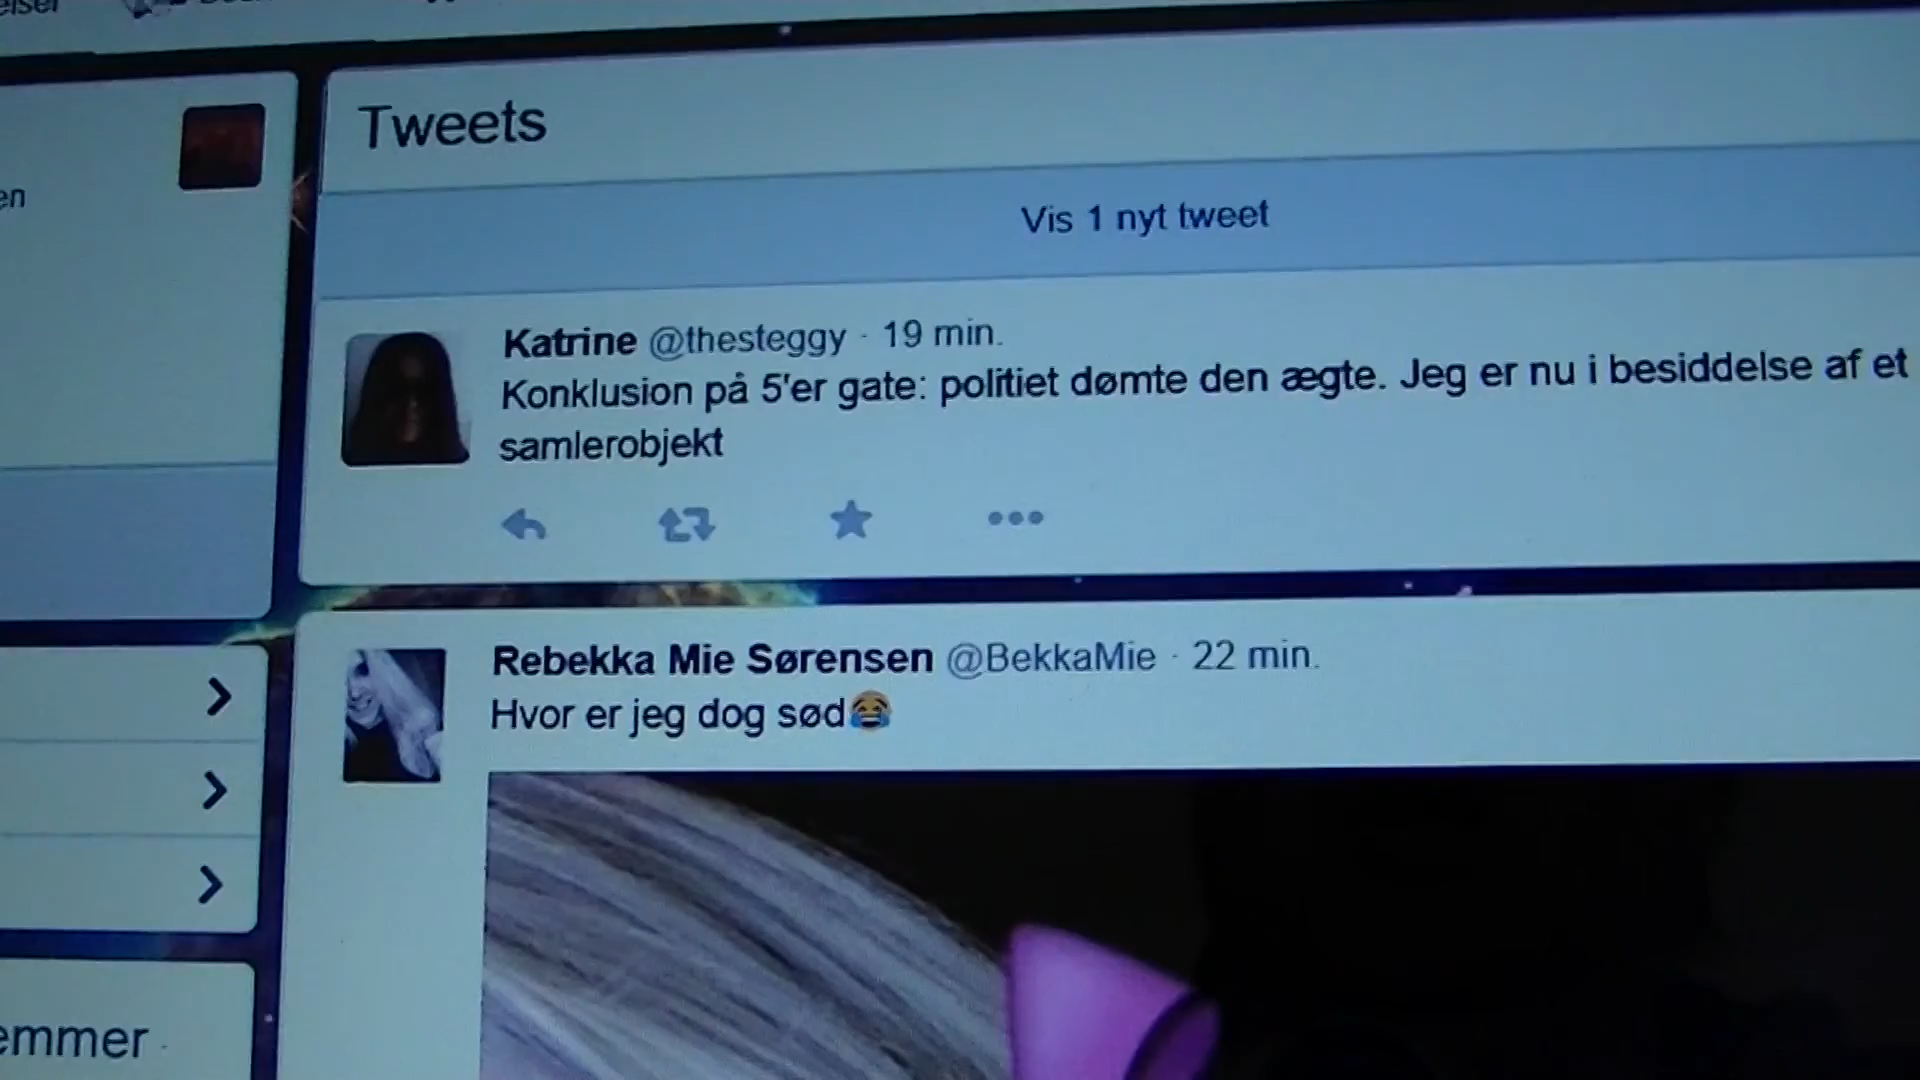 Tweets
en
Vis 1 nyt tweet
Katrine @thesteggy · 19 min.
Konklusion på 5'er gate: politiet dømte den ægte. Jeg er nu i besiddelse af et
samlerobjekt
Rebekka Mie Sørensen @BekkaMie · 22 min.
Hvor er jeg dog sød😂
emmer ·